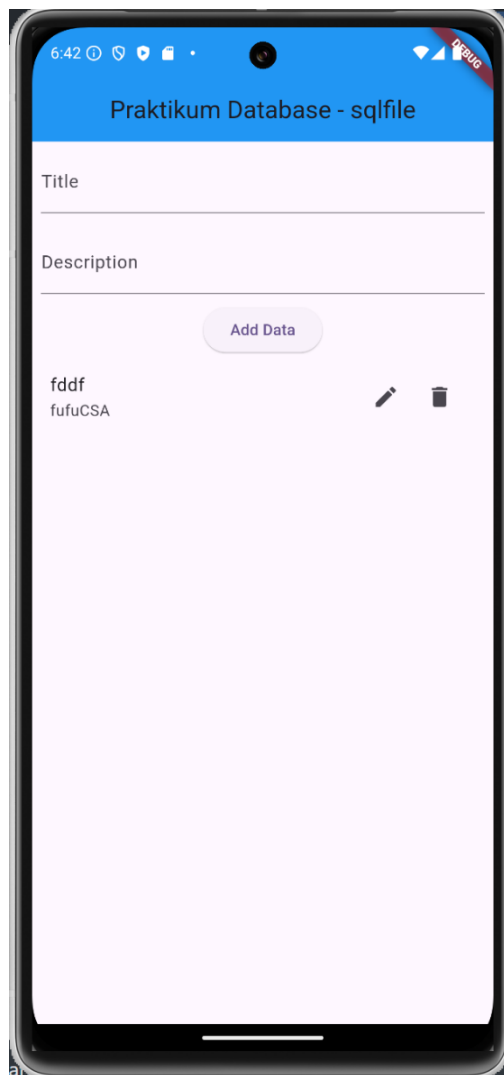 6:42
DEBUG
Praktikum Database - sqlfile
Title
Description
Add Data
fddf
fufuCSA